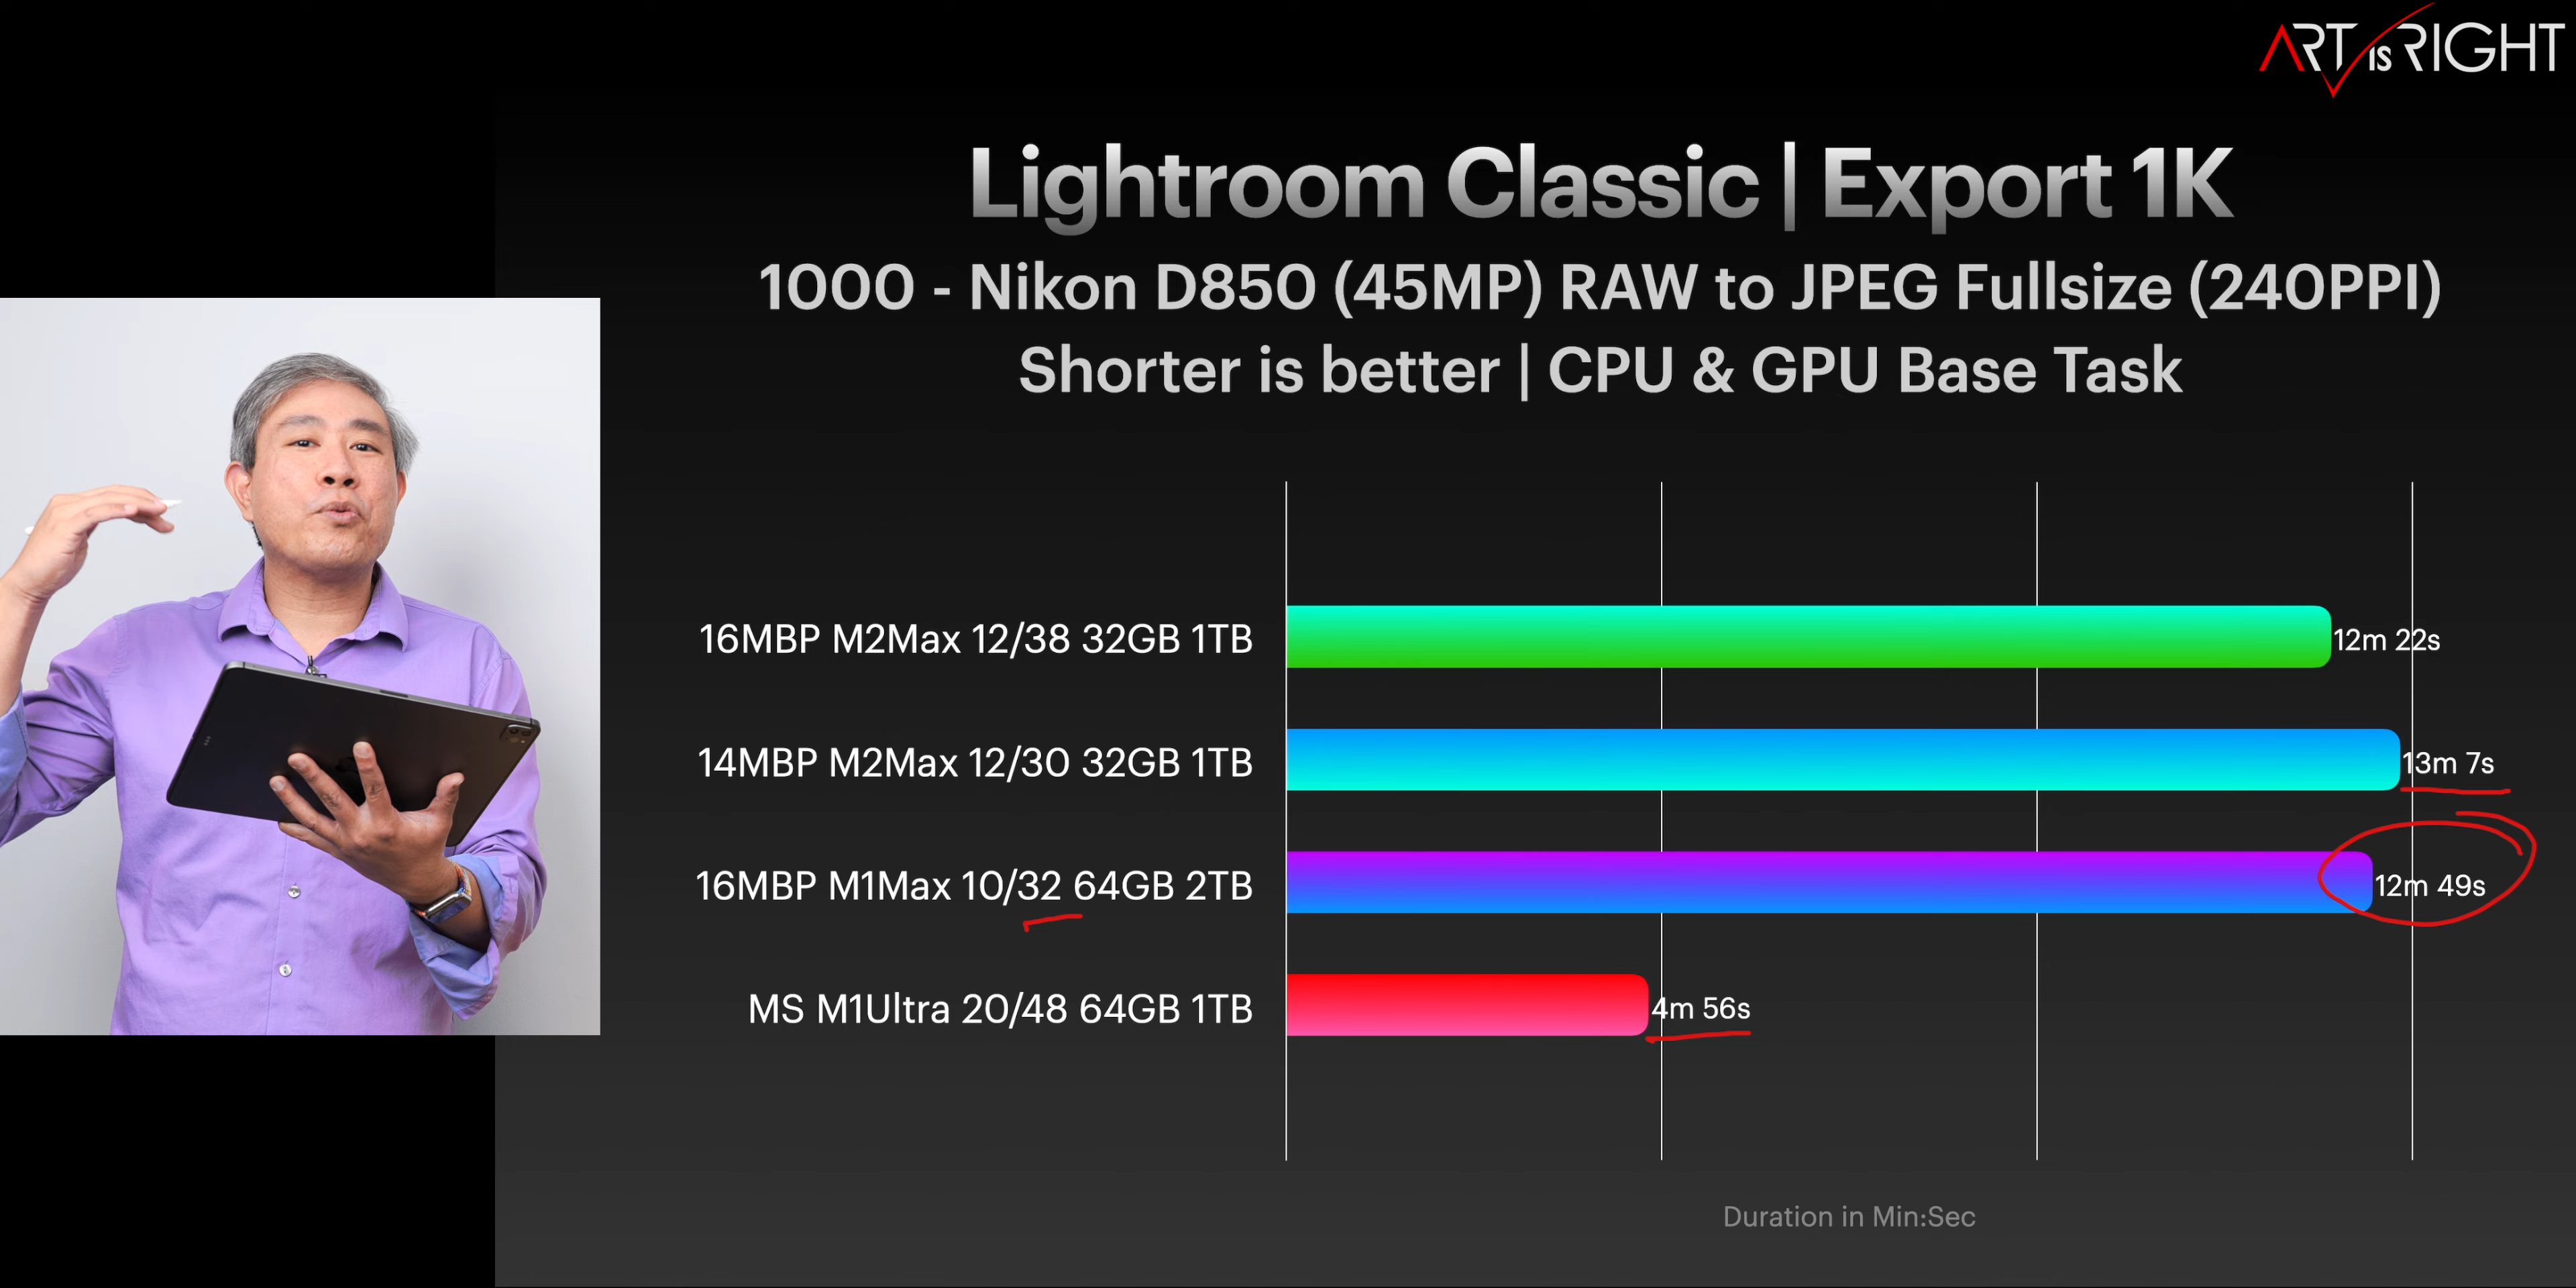 ART is RIGHT
Lightroom Classic | Export 1K
1000 - Nikon D850 (45MP) RAW to JPEG Fullsize (240PPI)
Shorter is better | CPU & GPU Base Task
16MBP M2Max 12/38 32GB 1TB 12m 22s
14MBP M2Max 12/30 32GB 1TB 13m 7s
16MBP M1Max 10/32 64GB 2TB 12m 49s
MS M1Ultra 20/48 64GB 1TB 4m 56s
Duration in Min:Sec